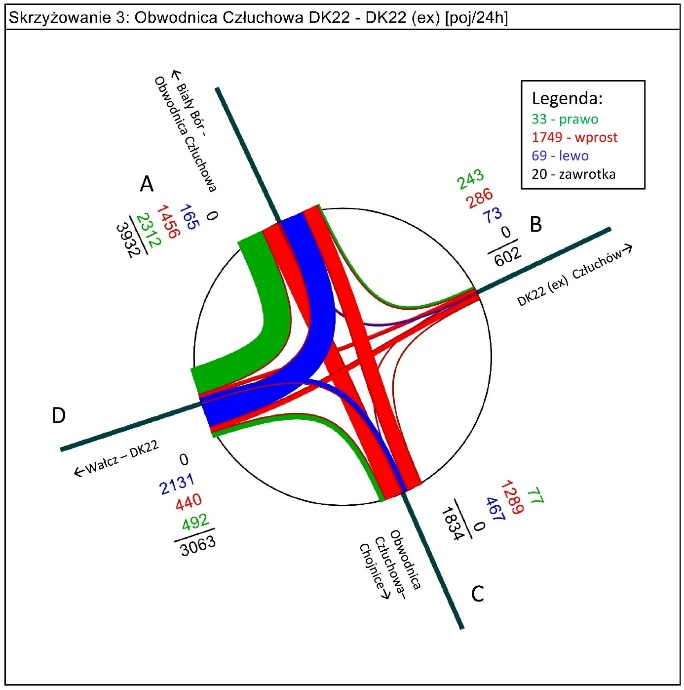 Skrzyżowanie 3: Obwodnica Człuchowa DK22 - DK22 (ex) [poj/24h]
Legenda:
33 - prawo
1749 - wprost
69 - lewo
20 - zawrotka
← Biały Bór -
Obwodnica Człuchowa
A
0
165
1456
2312
3932
243
286
73
0
602
B
DK22 (ex) Człuchów→
D
←Wałcz – DK22
0
2131
440
492
3063
77
1289
467
0
1834
Obwodnica
Człuchowa–
Chojnice→
C